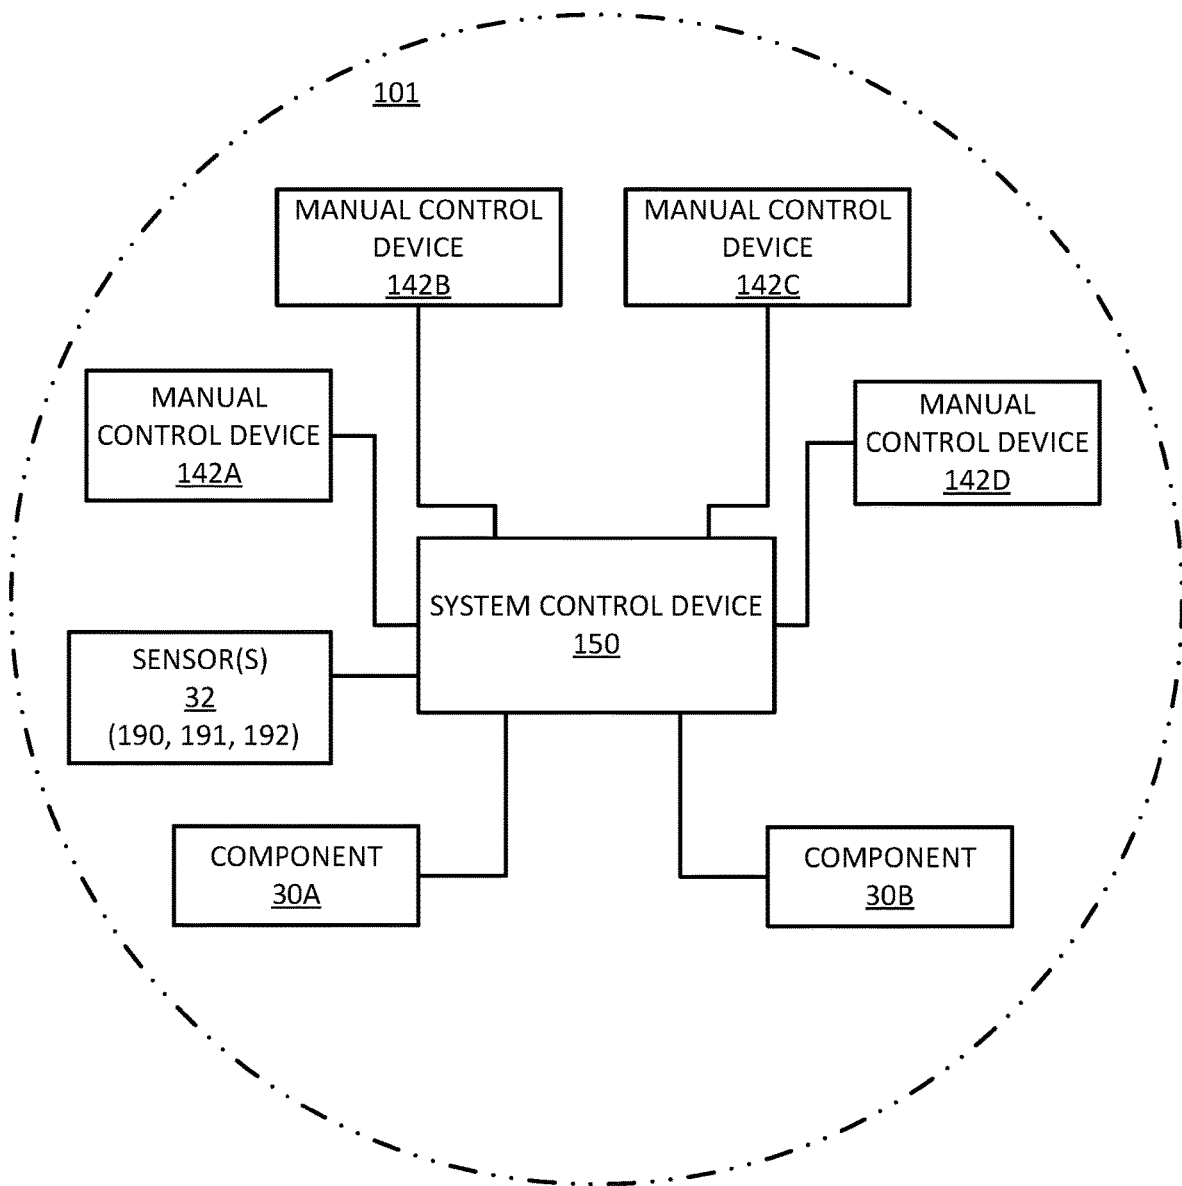 101
MANUAL CONTROL
DEVICE
142B
MANUAL CONTROL
DEVICE
142C
MANUAL
CONTROL DEVICE
142A
MANUAL
CONTROL DEVICE
142D
SYSTEM CONTROL DEVICE
150
SENSOR(S)
32
(190, 191, 192)
COMPONENT
30A
COMPONENT
30B